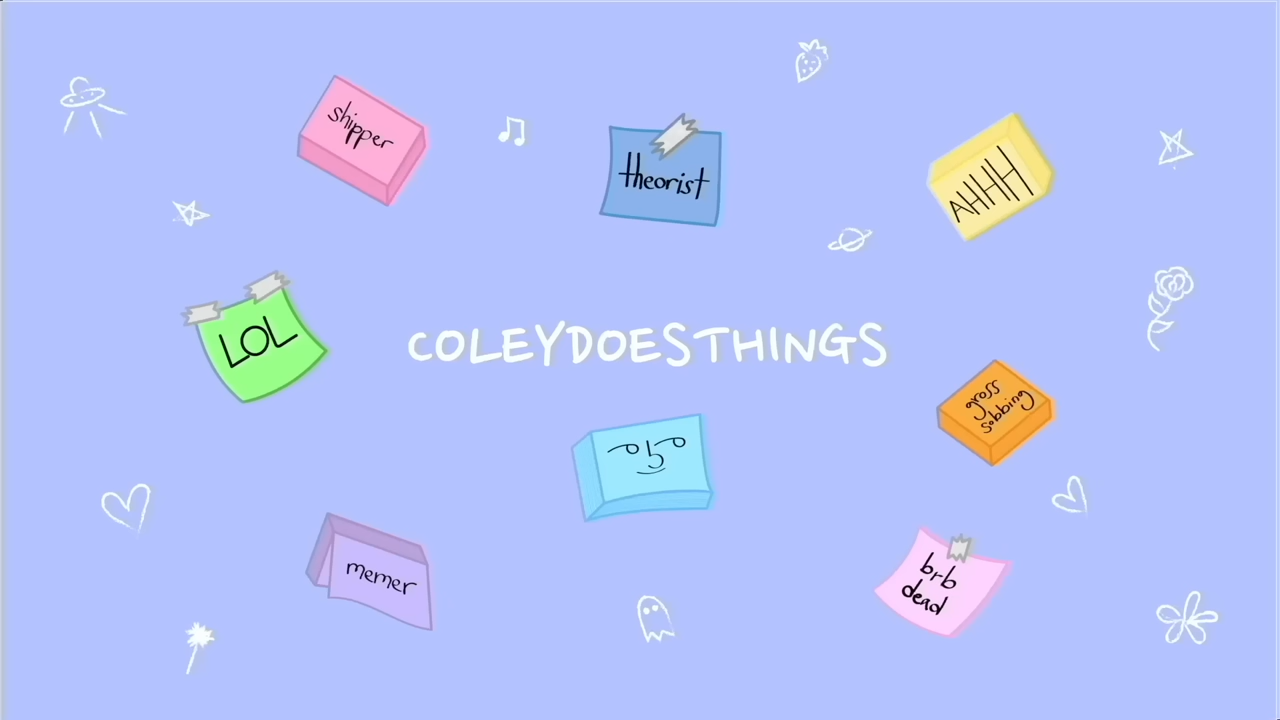 shipper
theorist
AHHH
LOL
COLEYDOESTHINGS
gross
sobbing
memer
brb
dead